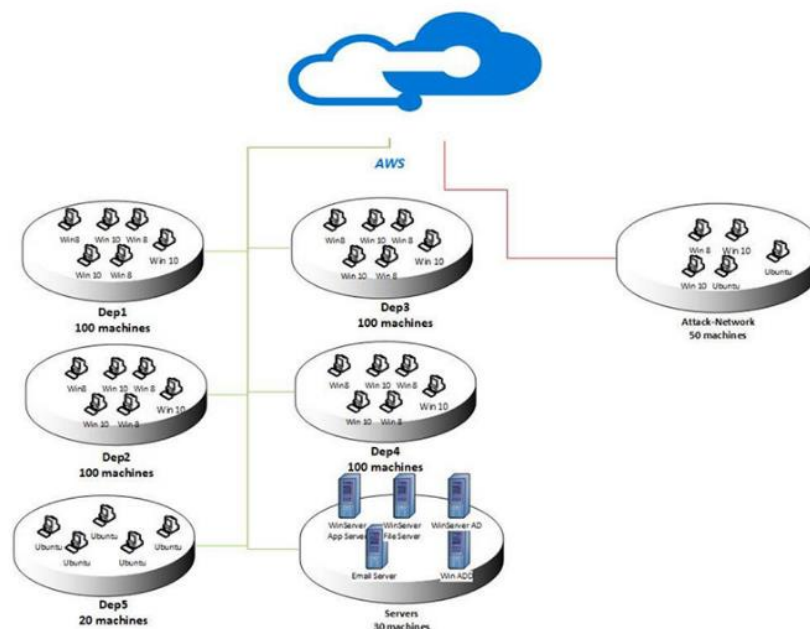 AWS
Win8 Win 10 Win 8
Win 10
Win 10 Win 8
Dep1
100 machines
Win8 Win 10 Win 8
Win 10
Win 10 Win 8
Dep3
100 machines
Win 8 Win 10
Ubuntu
Win 10 Ubuntu
Attack-Network
50 machines
Win8 Win 10 Win 8
Win 10
Win 10 Win 8
Dep2
100 machines
Win8 Win 10 Win 8
Win 10
Win 10 Win 8
Dep4
100 machines
Ubuntu Ubuntu Ubuntu
Ubuntu Ubuntu
Dep5
20 machines
WinServer
App Server
WinServer
File Server
WinServer AD
Email Server
Servers
30 machines